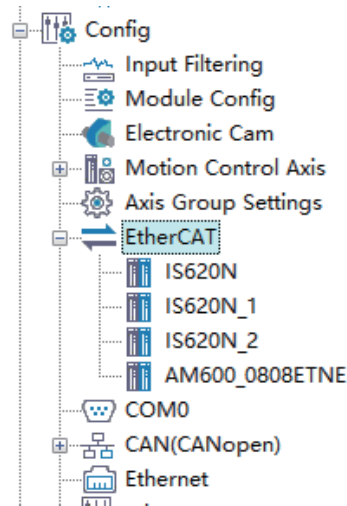 Config
Input Filtering
Module Config
Electronic Cam
Motion Control Axis
Axis Group Settings
EtherCAT
IS620N
IS620N_1
IS620N_2
AM600_0808ETNE
COM0
CAN(CANopen)
Ethernet